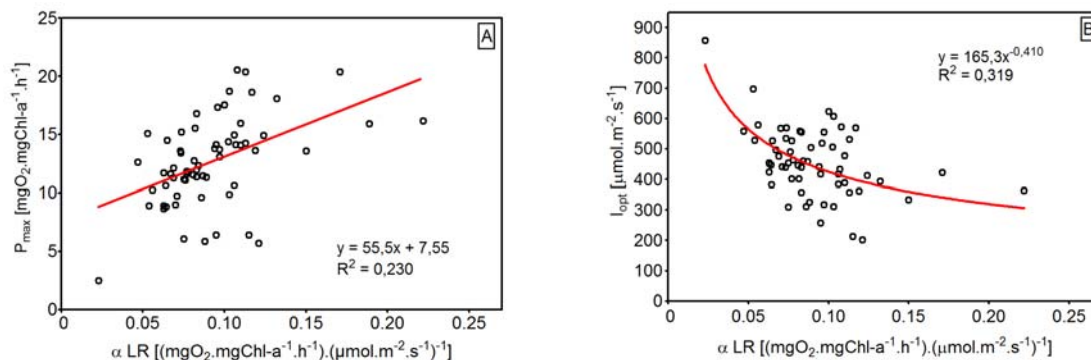 A
25
20
15
10
5
0
P_max [mgO₂.mgChl-a⁻¹.h⁻¹]
y = 55,5x + 7,55
R² = 0,230
0 0.05 0.10 0.15 0.20 0.25
α LR [(mgO₂.mgChl-a⁻¹.h⁻¹).(µmol.m⁻².s⁻¹)⁻¹]
B
900
800
700
600
500
400
300
200
100
0
I_opt [µmol.m⁻².s⁻¹]
y = 165,3x⁻⁰,⁴¹⁰
R² = 0,319
0 0.05 0.10 0.15 0.20 0.25
α LR [(mgO₂.mgChl-a⁻¹.h⁻¹).(µmol.m⁻².s⁻¹)⁻¹]